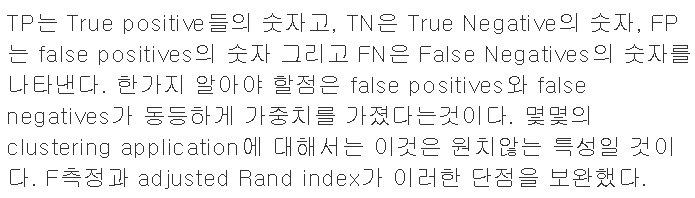 TP는 True positive들의 숫자고, TN은 True Negative의 숫자, FP
는 false positives의 숫자 그리고 FN은 False Negatives의 숫자를
나타낸다. 한가지 알아야 할점은 false positives와 false
negatives가 동등하게 가중치를 가졌다는것이다. 몇몇의
clustering application에 대해서는 이것은 원치않는 특성일 것이
다. F측정과 adjusted Rand index가 이러한 단점을 보완했다.